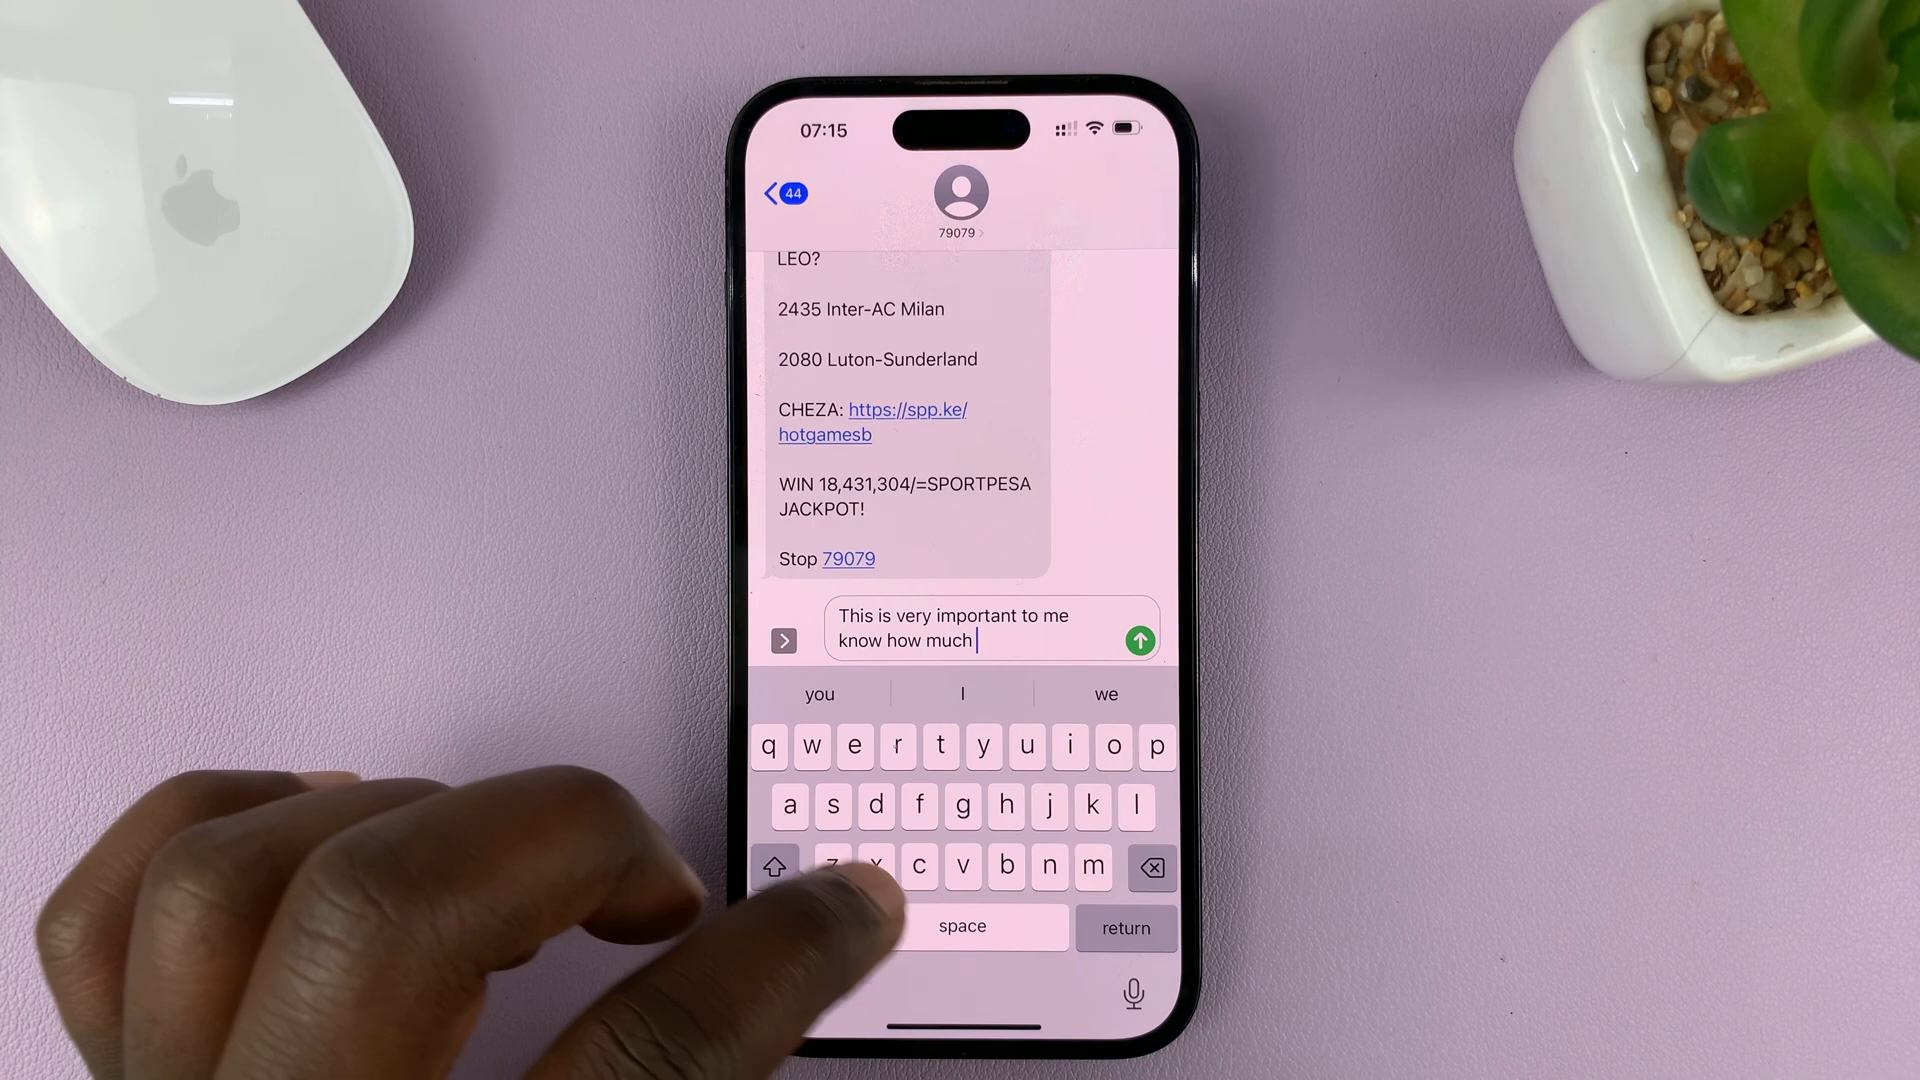 07:15
44
79079
LEO?
2435 Inter-AC Milan
2080 Luton-Sunderland
CHEZA: https://spp.ke/
hotgamesb
WIN 18,431,304/=SPORTPESA
JACKPOT!
Stop 79079
This is very important to me
know how much
you I we
q w e r t y u i o p
a s d f g h j k l
z x c v b n m
space return